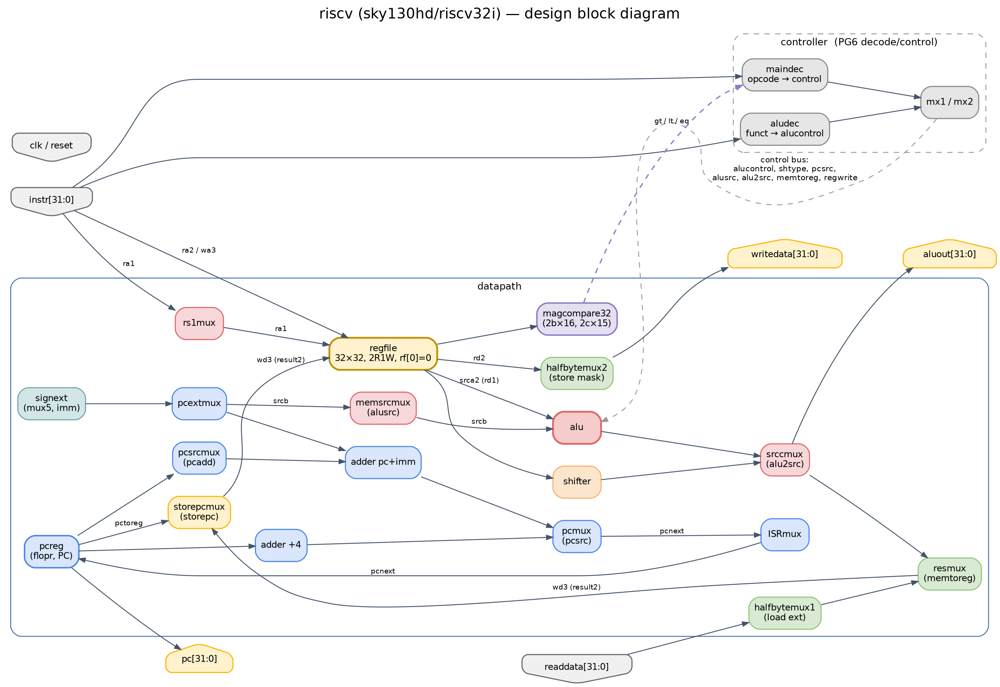 riscv (sky130hd/riscv32i) — design block diagram
controller  (PG6 decode/control)
maindec
opcode → control
mx1 / mx2
aludec
funct → alucontrol
gt / lt / eq
clk / reset
control bus:
alucontrol, shtype, pcsrc,
alusrc, alu2src, memtoreg, regwrite
instr[31:0]
ra2 / wa3
ra1
writedata[31:0]
aluout[31:0]
datapath
rs1mux
ra1
magcompare32
(2b×16, 2c×15)
regfile
32×32, 2R1W, rf[0]=0
wd3 (result2)
rd2
halfbytemux2
(store mask)
srca2 (rd1)
signext
(mux5, imm)
pcextmux
srcb
memsrcmux
(alusrc)
srcb
alu
pcsrcmux
(pcadd)
adder pc+imm
srccmux
(alu2src)
shifter
storepcmux
(storepc)
pctoreg
pcreg
(flopr, PC)
adder +4
pcmux
(pcsrc)
pcnext
ISRmux
pcnext
wd3 (result2)
resmux
(memtoreg)
halfbytemux1
(load ext)
pc[31:0]
readdata[31:0]